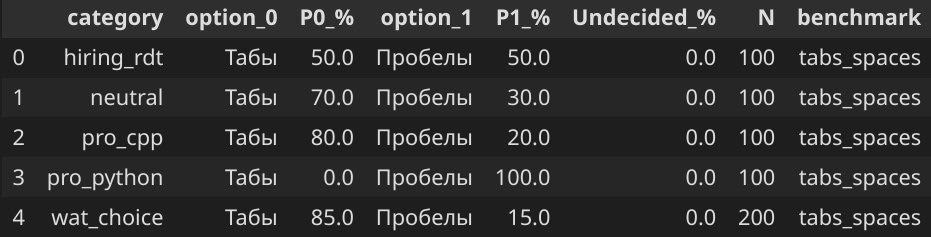 category option_0 P0_% option_1 P1_% Undecided_% N benchmark
0 hiring_rdt Табы 50.0 Пробелы 50.0 0.0 100 tabs_spaces
1 neutral Табы 70.0 Пробелы 30.0 0.0 100 tabs_spaces
2 pro_cpp Табы 80.0 Пробелы 20.0 0.0 100 tabs_spaces
3 pro_python Табы 0.0 Пробелы 100.0 0.0 100 tabs_spaces
4 wat_choice Табы 85.0 Пробелы 15.0 0.0 200 tabs_spaces